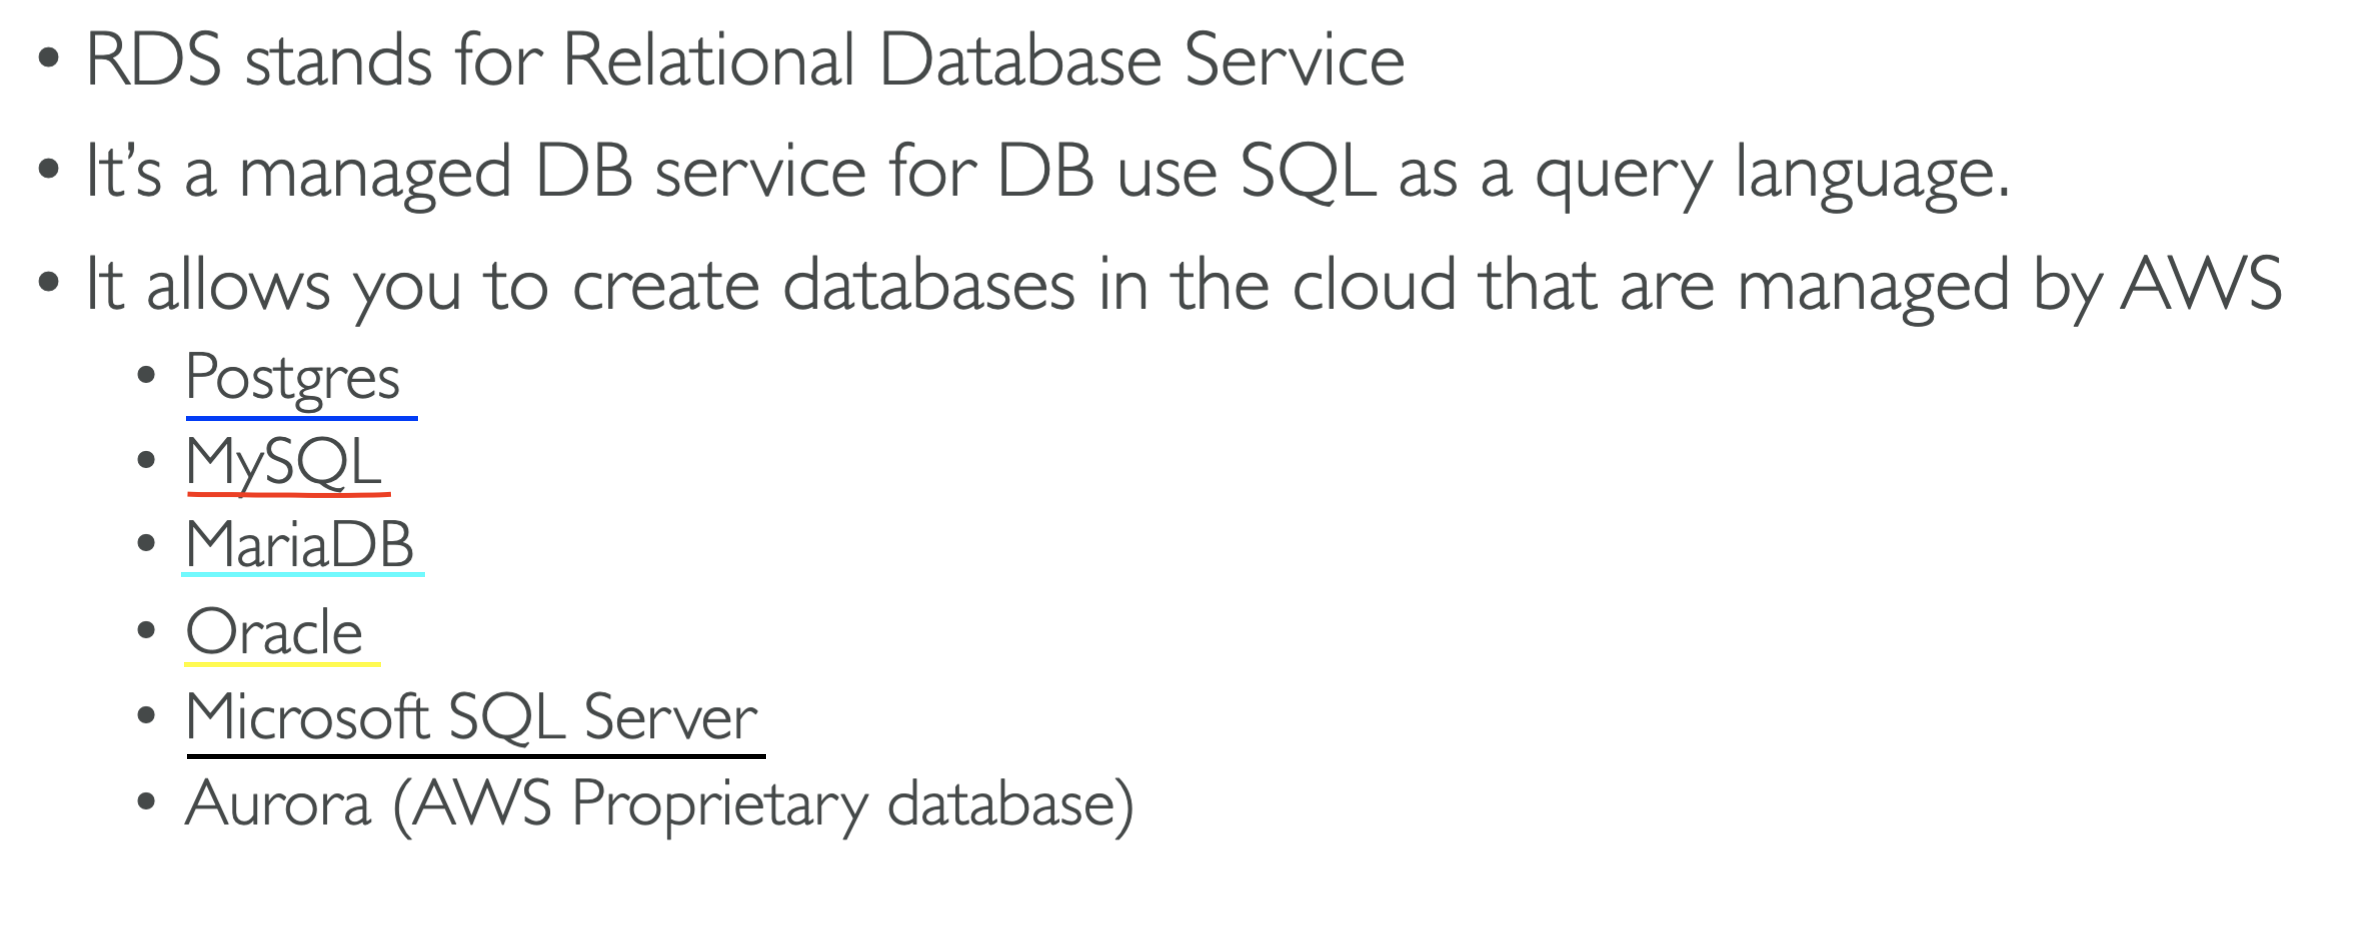 • RDS stands for Relational Database Service
• It’s a managed DB service for DB use SQL as a query language.
• It allows you to create databases in the cloud that are managed by AWS
• Postgres
• MySQL
• MariaDB
• Oracle
• Microsoft SQL Server
• Aurora (AWS Proprietary database)